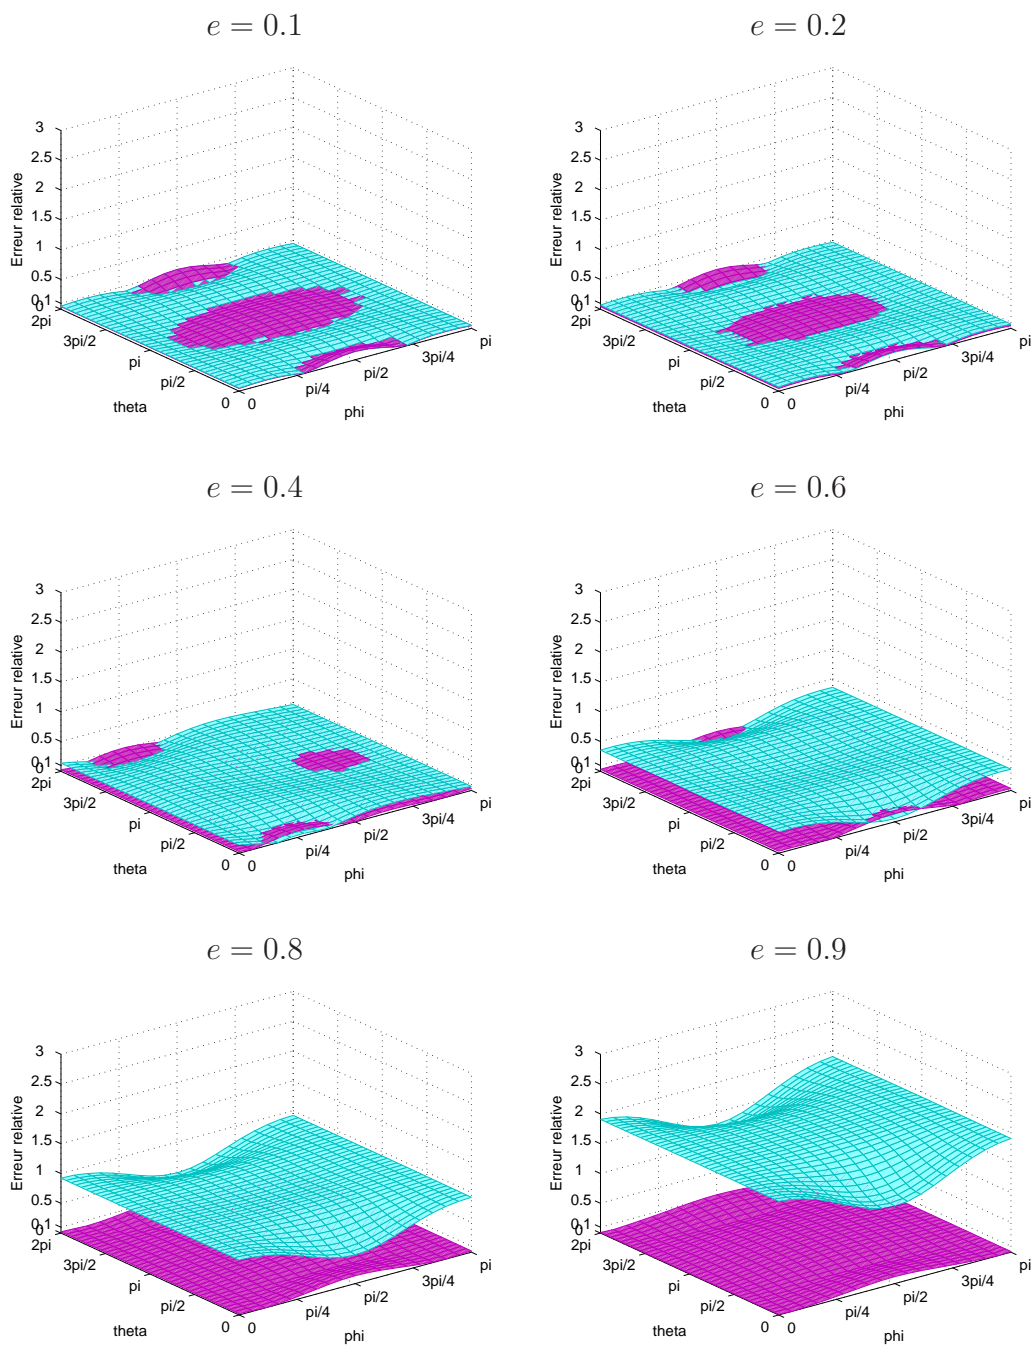 e = 0.1
3
2.5
2
1.5
1
0.5
0.1
0
Erreur relative
2pi
3pi/2
pi
pi/2
0
theta
0
pi/4
pi/2
3pi/4
pi
phi
e = 0.2
3
2.5
2
1.5
1
0.5
0.1
0
Erreur relative
2pi
3pi/2
pi
pi/2
0
theta
0
pi/4
pi/2
3pi/4
pi
phi
e = 0.4
3
2.5
2
1.5
1
0.5
0.1
0
Erreur relative
2pi
3pi/2
pi
pi/2
0
theta
0
pi/4
pi/2
3pi/4
pi
phi
e = 0.6
3
2.5
2
1.5
1
0.5
0.1
0
Erreur relative
2pi
3pi/2
pi
pi/2
0
theta
0
pi/4
pi/2
3pi/4
pi
phi
e = 0.8
3
2.5
2
1.5
1
0.5
0.1
0
Erreur relative
2pi
3pi/2
pi
pi/2
0
theta
0
pi/4
pi/2
3pi/4
pi
phi
e = 0.9
3
2.5
2
1.5
1
0.5
0.1
0
Erreur relative
2pi
3pi/2
pi
pi/2
0
theta
0
pi/4
pi/2
3pi/4
pi
phi